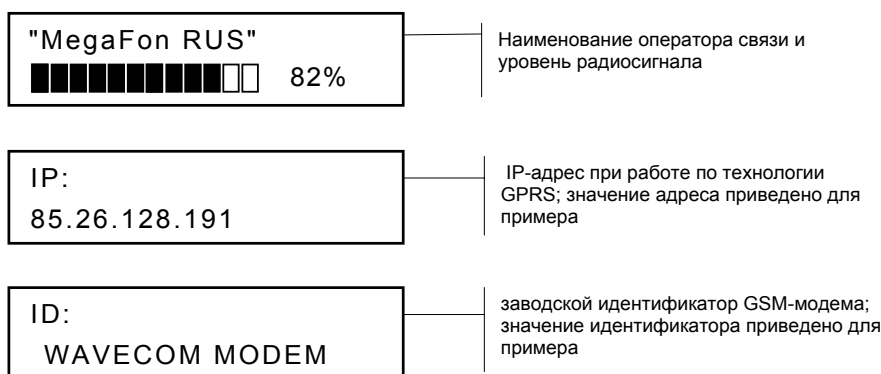 "MegaFon RUS"
82%
Наименование оператора связи и
уровень радиосигнала
IP:
85.26.128.191
IP-адрес при работе по технологии
GPRS; значение адреса приведено для
примера
ID:
WAVECOM MODEM
заводской идентификатор GSM-модема;
значение идентификатора приведено для
примера